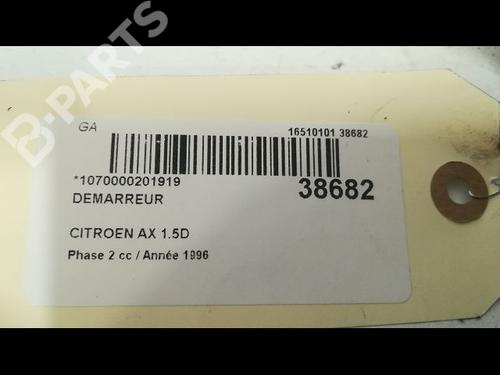 B-PARTS
GA
16510101 38682
*1070000201919
38682
DEMARREUR
CITROEN AX 1.5D
Phase 2 cc / Année 1996